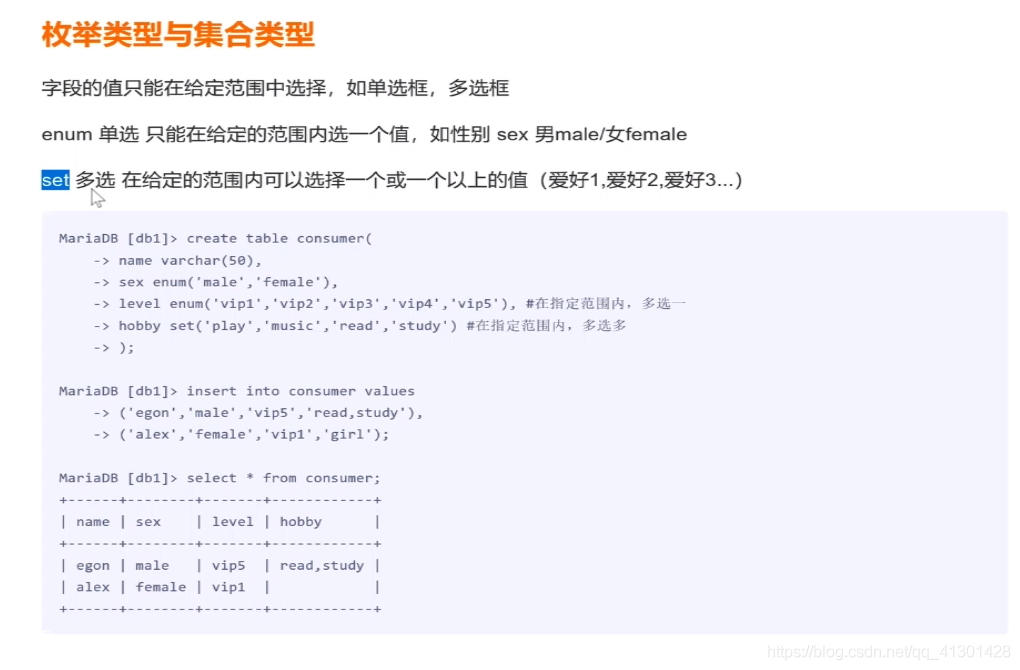 枚举类型与集合类型
字段的值只能在给定范围中选择，如单选框，多选框
enum 单选 只能在给定的范围内选一个值，如性别 sex 男male/女female
set 多选 在给定的范围内可以选择一个或一个以上的值（爱好1,爱好2,爱好3...）
MariaDB [db1]> create table consumer(
    -> name varchar(50),
    -> sex enum('male','female'),
    -> level enum('vip1','vip2','vip3','vip4','vip5'), #在指定范围内，多选一
    -> hobby set('play','music','read','study') #在指定范围内，多选多
    -> );
MariaDB [db1]> insert into consumer values
    -> ('egon','male','vip5','read,study'),
    -> ('alex','female','vip1','girl');
MariaDB [db1]> select * from consumer;
+------+--------+-------+------------+
| name | sex    | level | hobby      |
+------+--------+-------+------------+
| egon | male   | vip5  | read,study |
| alex | female | vip1  |            |
+------+--------+-------+------------+
https://blog.csdn.net/qq_41301428